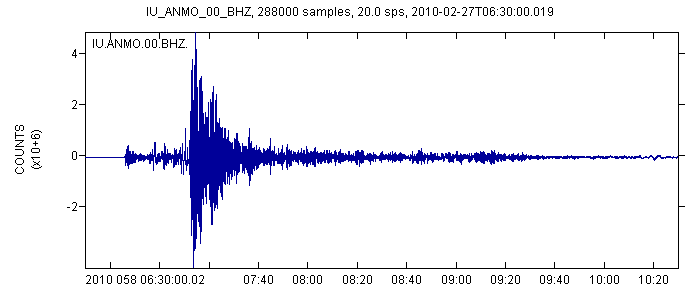 IU_ANMO_00_BHZ, 288000 samples, 20.0 sps, 2010-02-27T06:30:00.019
IU.ANMO.00.BHZ.
4
2
0
-2
COUNTS
(x10+6)
2010 058 06:30:00.02 07:40 08:00 08:20 08:40 09:00 09:20 09:40 10:00 10:20